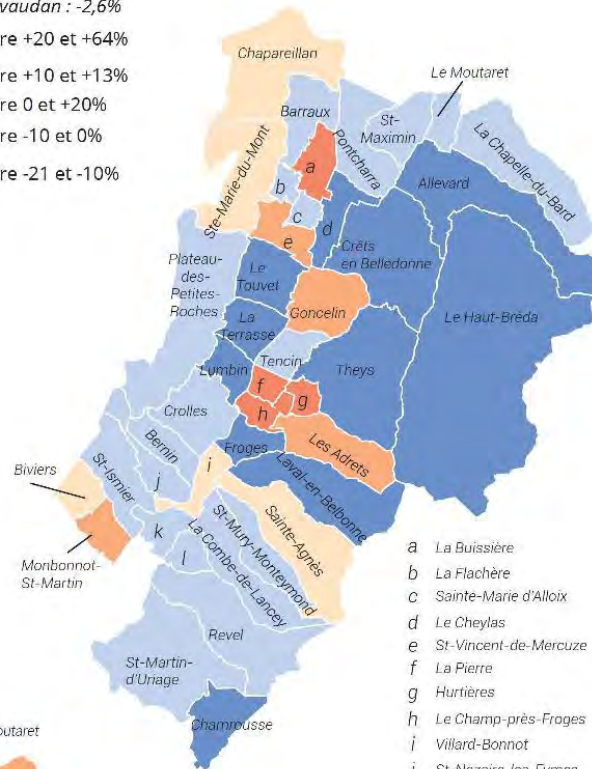 vaudan : -2,6%
re +20 et +64%
re +10 et +13%
re 0 et +20%
re -10 et 0%
re -21 et -10%
Chapareillan
Le Moutaret
Barraux
St-
Maximin
Pontcharra
La Chapelle-du-Bard
Ste-Marie-du-Mont
a
Allevard
b
c
d
e
Crêts
en Belledonne
Plateau-
des-
Petites-
Roches
Le
Touvet
Goncelin
Le Haut-Bréda
La
Terrasse
Tencin
Lumbin
Theys
f
g
h
Crolles
Bernin
Froges
Les Adrets
Biviers
St-Ismier
i
j
Laval-en-Belbonne
Sainte-Agnès
k
l
St-Mury-Monteymond
La Combe-de-Lancey
Monbonnot-
St-Martin
Revel
St-Martin-
d'Uriage
Chamrousse
a La Buissière
b La Flachère
c Sainte-Marie d'Alloix
d Le Cheylas
e St-Vincent-de-Mercuze
f La Pierre
g Hurtières
h Le Champ-près-Froges
i Villard-Bonnot
St-Nazaire-les-Eymes
outaret